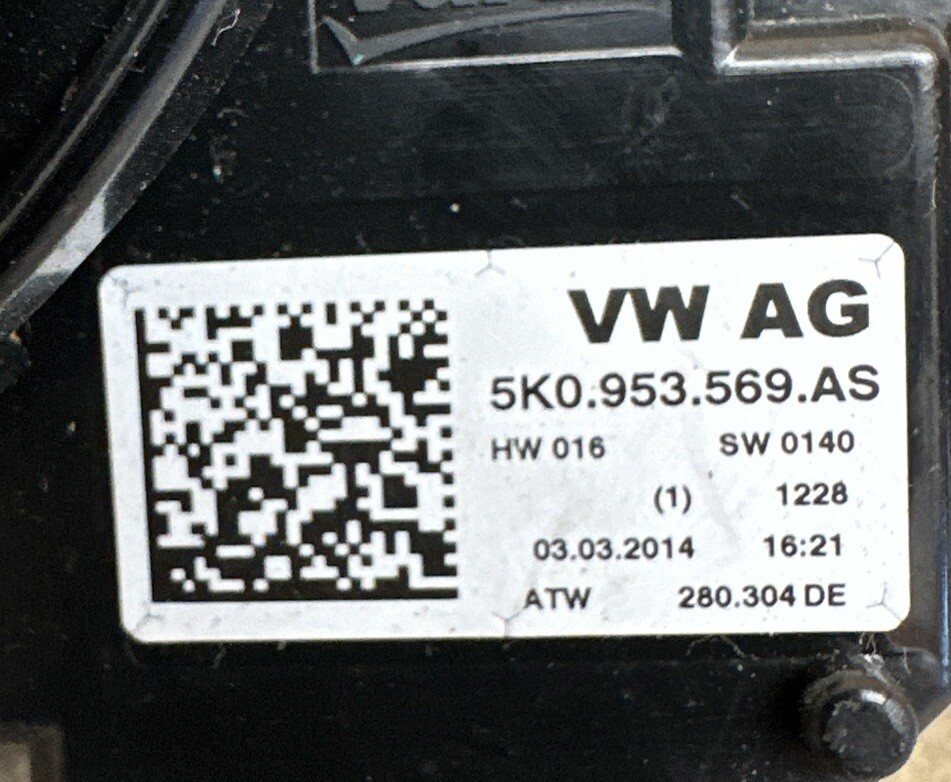 VW AG
5K0.953.569.AS
HW 016 SW 0140
(1) 1228
03.03.2014 16:21
ATW 280.304 DE